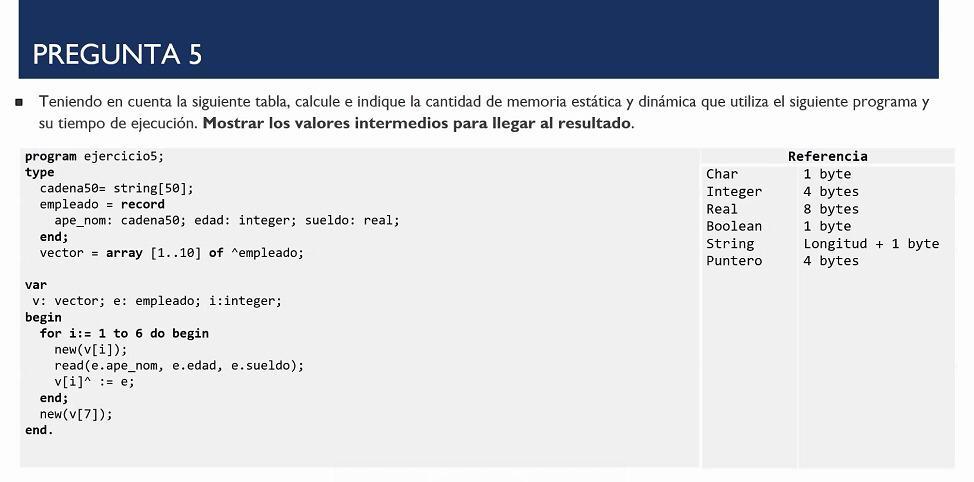 PREGUNTA 5
Teniendo en cuenta la siguiente tabla, calcule e indique la cantidad de memoria estática y dinámica que utiliza el siguiente programa y
su tiempo de ejecución. Mostrar los valores intermedios para llegar al resultado.
program ejercicio5;
type
cadena50= string[50];
empleado = record
ape_nom: cadena50; edad: integer; sueldo: real;
end;
vector = array [1..10] of ^empleado;
var
v: vector; e: empleado; i:integer;
begin
for i:= 1 to 6 do begin
new(v[i]);
read(e.ape_nom, e.edad, e.sueldo);
v[i]^ := e;
end;
new(v[7]);
end.
Referencia
Char 1 byte
Integer 4 bytes
Real 8 bytes
Boolean 1 byte
String Longitud + 1 byte
Puntero 4 bytes